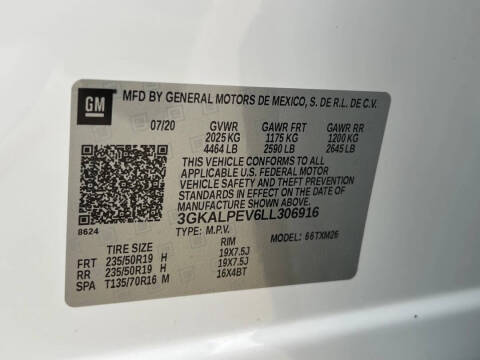 GM MFD BY GENERAL MOTORS DE MEXICO, S. DE R.L. DE C.V.
07/20 GVWR GAWR FRT GAWR RR
2025 KG 1175 KG 1200 KG
4464 LB 2590 LB 2645 LB
THIS VEHICLE CONFORMS TO ALL
APPLICABLE U.S. FEDERAL MOTOR
VEHICLE SAFETY AND THEFT PREVENTION
STANDARDS IN EFFECT ON THE DATE OF
MANUFACTURE SHOWN ABOVE.
8624 3GKALPEV6LL306916
TYPE: M.P.V. MODEL: 66TXM26
TIRE SIZE RIM
FRT 235/50R19 H 19X7.5J
RR 235/50R19 H 19X7.5J
SPA T135/70R16 M 16X4BT